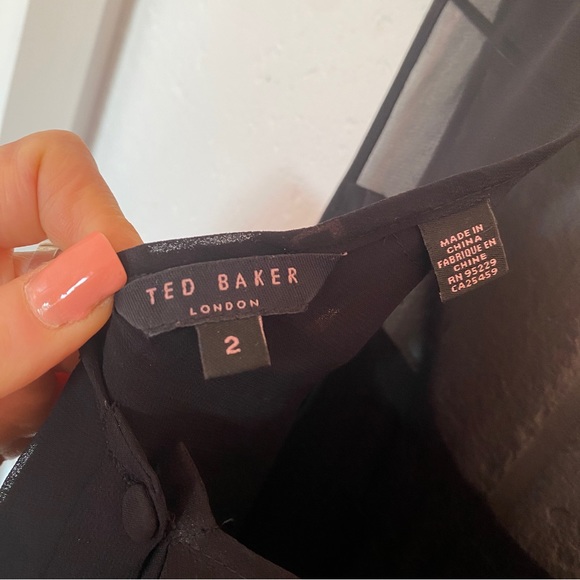 TED BAKER
LONDON
2
MADE IN
CHINA
FABRIQUE EN
CHINE
RN 95229
CA25459